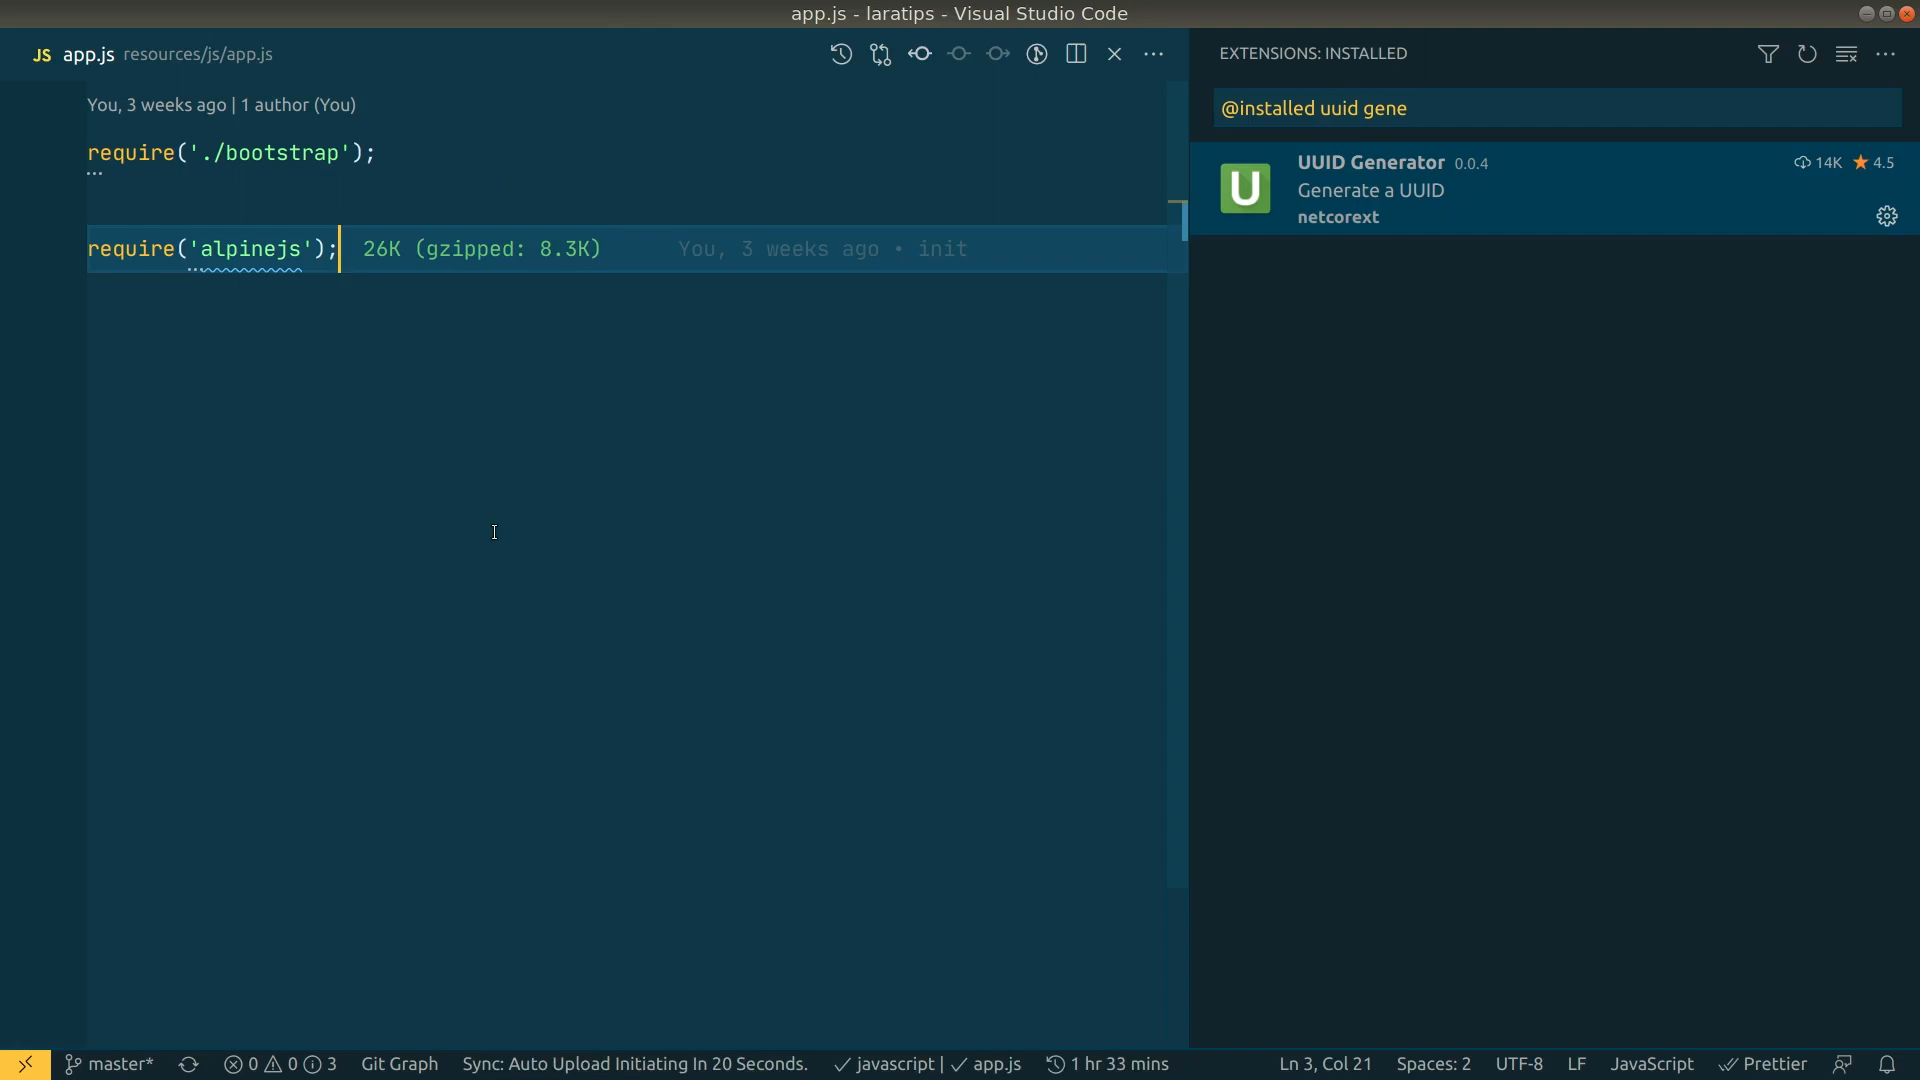 app.js - laratips - Visual Studio Code
JS app.js resources/js/app.js
You, 3 weeks ago | 1 author (You)
require('./bootstrap');
require('alpinejs'); 26K (gzipped: 8.3K) You, 3 weeks ago • init
EXTENSIONS: INSTALLED
@installed uuid gene
U
UUID Generator 0.0.4 14K ★ 4.5
Generate a UUID
netcorext
master* 0 0 3 Git Graph Sync: Auto Upload Initiating In 20 Seconds. ✓ javascript | ✓ app.js 1 hr 33 mins Ln 3, Col 21 Spaces: 2 UTF-8 LF JavaScript Prettier